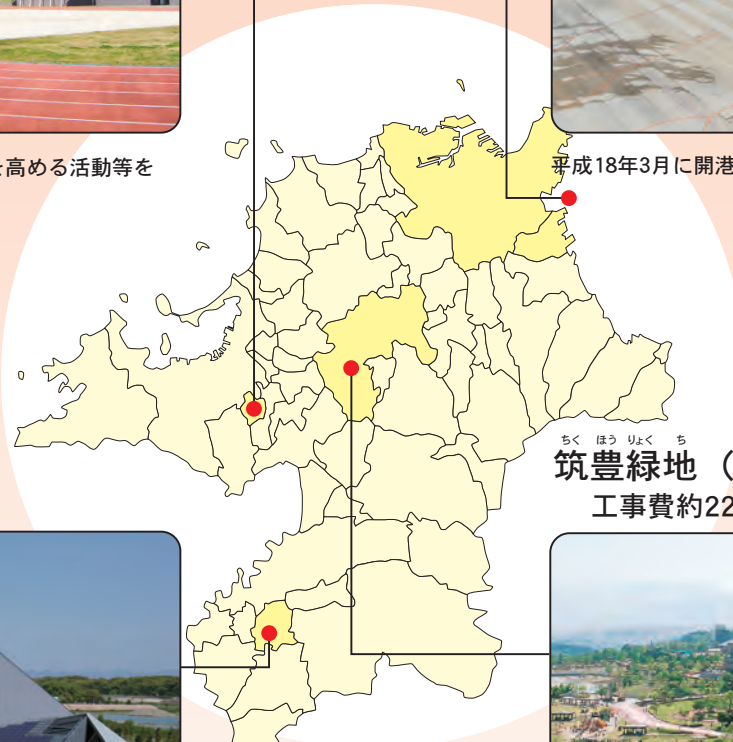 を高める活動等を
平成18年3月に開港
ちく ほう りょく ち
筑豊緑地（
工事費約22